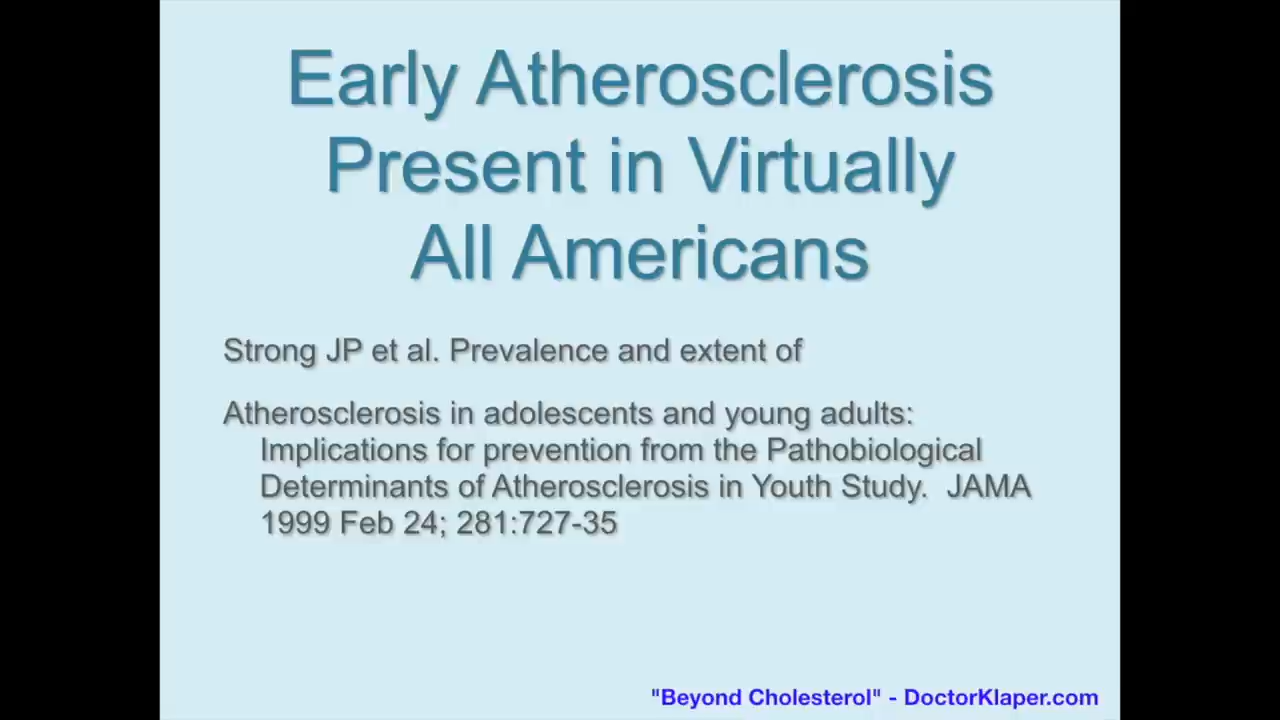 Early Atherosclerosis
Present in Virtually
All Americans
Strong JP et al. Prevalence and extent of
Atherosclerosis in adolescents and young adults:
Implications for prevention from the Pathobiological
Determinants of Atherosclerosis in Youth Study.  JAMA
1999 Feb 24; 281:727-35
"Beyond Cholesterol" - DoctorKlaper.com